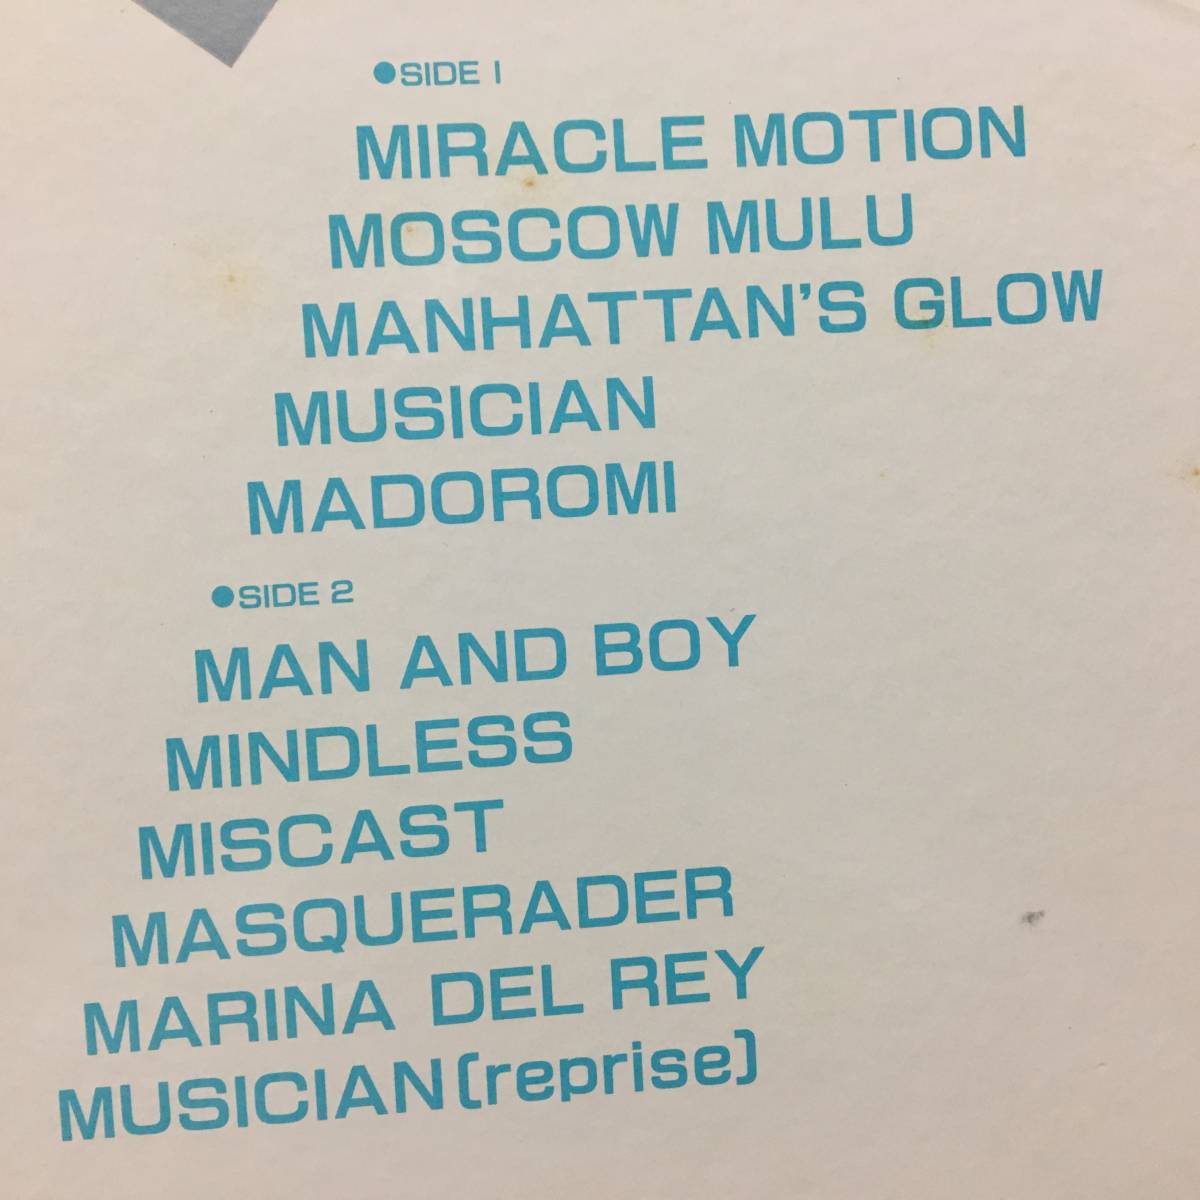 ●SIDE 1
MIRACLE MOTION
MOSCOW MULU
MANHATTAN'S GLOW
MUSICIAN
MADOROMI
●SIDE 2
MAN AND BOY
MINDLESS
MISCAST
MASQUERADER
MARINA DEL REY
MUSICIAN(reprise)